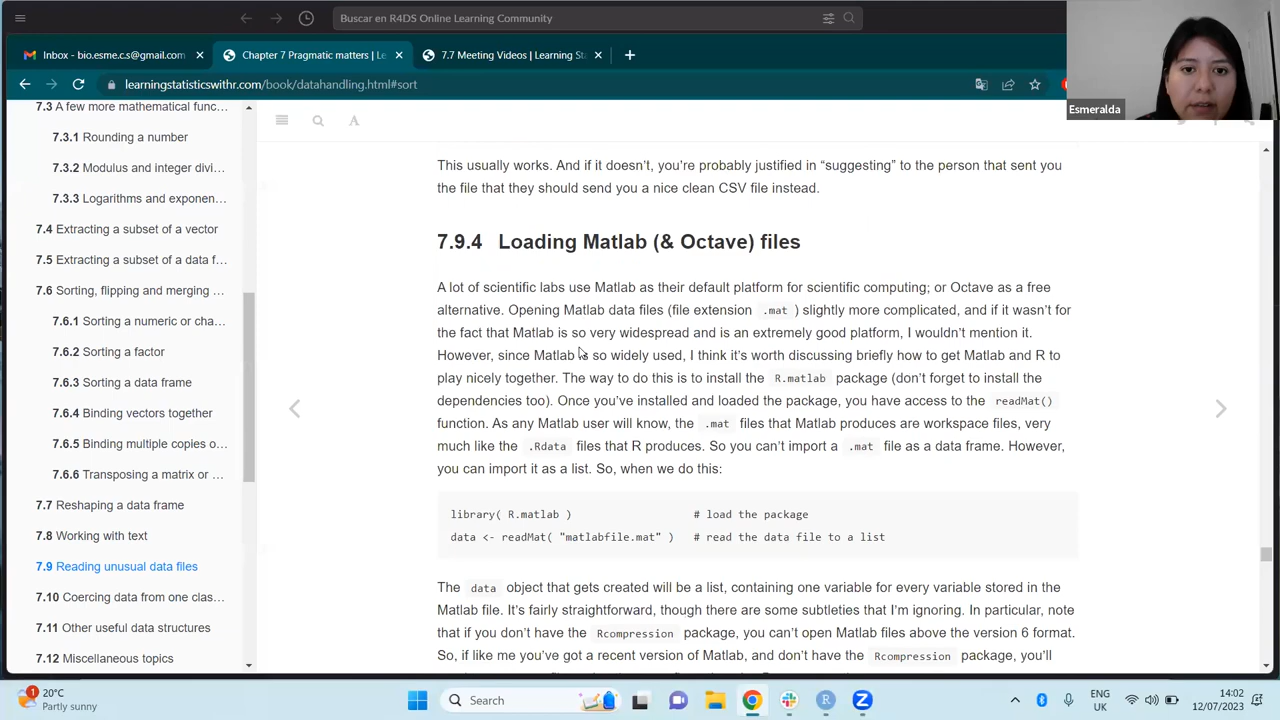 Buscar en R4DS Online Learning Community
Inbox - bio.esme.c.s@gmail.com
Chapter 7 Pragmatic matters | Le
7.7 Meeting Videos | Learning Sta
learningstatisticswithr.com/book/datahandling.html#sort
Esmeralda
7.3 A few more mathematical func...
7.3.1 Rounding a number
7.3.2 Modulus and integer divi...
7.3.3 Logarithms and exponen...
7.4 Extracting a subset of a vector
7.5 Extracting a subset of a data f...
7.6 Sorting, flipping and merging ...
7.6.1 Sorting a numeric or cha...
7.6.2 Sorting a factor
7.6.3 Sorting a data frame
7.6.4 Binding vectors together
7.6.5 Binding multiple copies o...
7.6.6 Transposing a matrix or ...
7.7 Reshaping a data frame
7.8 Working with text
7.9 Reading unusual data files
7.10 Coercing data from one clas...
7.11 Other useful data structures
7.12 Miscellaneous topics
A
This usually works. And if it doesn't, you're probably justified in “suggesting” to the person that sent you
the file that they should send you a nice clean CSV file instead.
7.9.4 Loading Matlab (& Octave) files
A lot of scientific labs use Matlab as their default platform for scientific computing; or Octave as a free
alternative. Opening Matlab data files (file extension .mat ) slightly more complicated, and if it wasn't for
the fact that Matlab is so very widespread and is an extremely good platform, I wouldn't mention it.
However, since Matlab is so widely used, I think it's worth discussing briefly how to get Matlab and R to
play nicely together. The way to do this is to install the R.matlab package (don't forget to install the
dependencies too). Once you've installed and loaded the package, you have access to the readMat()
function. As any Matlab user will know, the .mat files that Matlab produces are workspace files, very
much like the .Rdata files that R produces. So you can't import a .mat file as a data frame. However,
you can import it as a list. So, when we do this:
library( R.matlab ) # load the package
data <- readMat( "matlabfile.mat" ) # read the data file to a list
The data object that gets created will be a list, containing one variable for every variable stored in the
Matlab file. It's fairly straightforward, though there are some subtleties that I'm ignoring. In particular, note
that if you don't have the Rcompression package, you can't open Matlab files above the version 6 format.
So, if like me you've got a recent version of Matlab, and don't have the Rcompression package, you'll
1
20°C
Partly sunny
Search
R
ENG
UK
14:02
12/07/2023